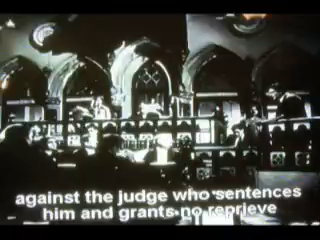 against the judge who sentences
him and grants no reprieve